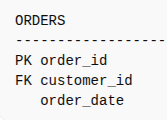 ORDERS
------------------
PK order_id
FK customer_id
   order_date